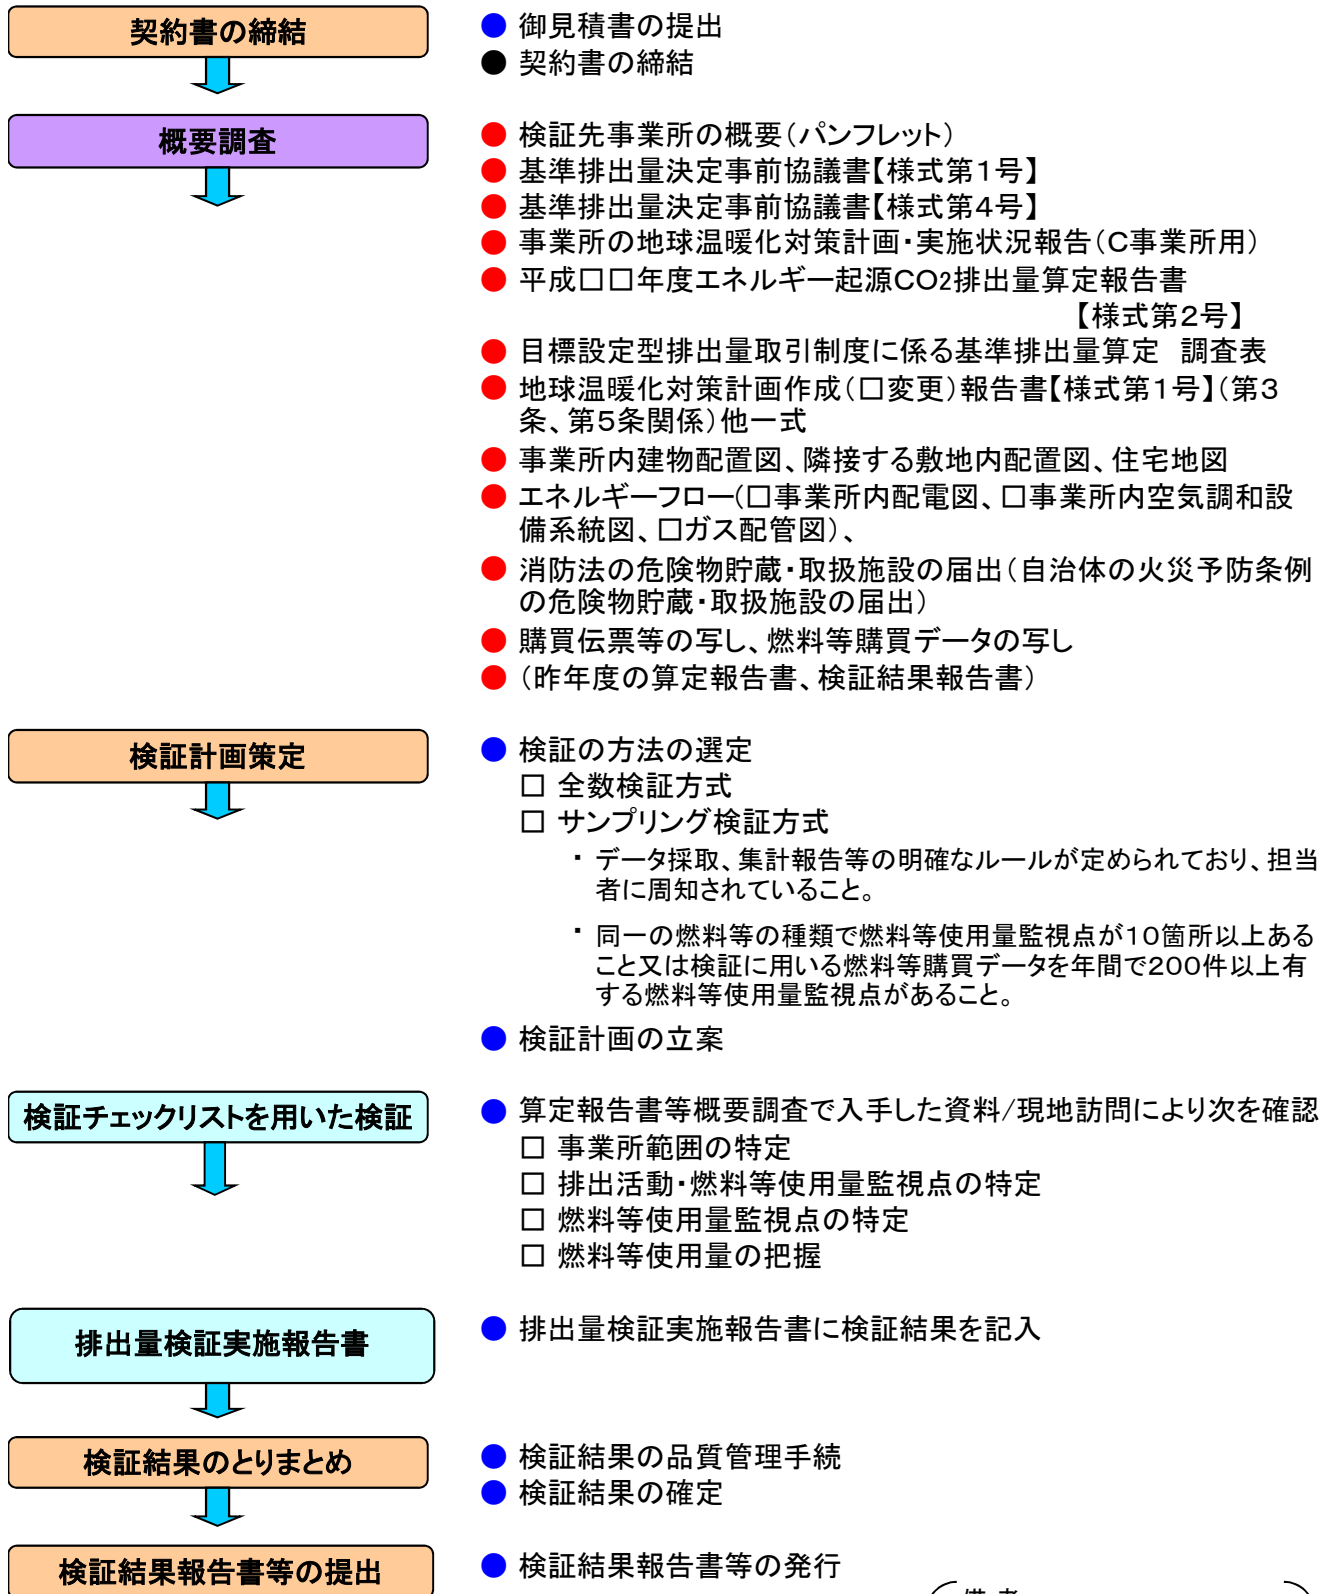 契約書の締結
● 御見積書の提出
● 契約書の締結
概要調査
● 検証先事業所の概要（パンフレット）
● 基準排出量決定事前協議書【様式第１号】
● 基準排出量決定事前協議書【様式第４号】
● 事業所の地球温暖化対策計画・実施状況報告（Ｃ事業所用）
● 平成□□年度エネルギー起源ＣＯ2排出量算定報告書
【様式第２号】
● 目標設定型排出量取引制度に係る基準排出量算定　調査表
● 地球温暖化対策計画作成（□変更）報告書【様式第１号】（第３
条、第５条関係）他一式
● 事業所内建物配置図、隣接する敷地内配置図、住宅地図
● エネルギーフロー(□事業所内配電図、□事業所内空気調和設
備系統図、□ガス配管図)、
● 消防法の危険物貯蔵・取扱施設の届出（自治体の火災予防条例
の危険物貯蔵・取扱施設の届出）
● 購買伝票等の写し、燃料等購買データの写し
● （昨年度の算定報告書、検証結果報告書）
検証計画策定
● 検証の方法の選定
□ 全数検証方式
□ サンプリング検証方式
・ データ採取、集計報告等の明確なルールが定められており、担当
者に周知されていること。
・ 同一の燃料等の種類で燃料等使用量監視点が１０箇所以上ある
こと又は検証に用いる燃料等購買データを年間で２００件以上有
する燃料等使用量監視点があること。
● 検証計画の立案
検証チェックリストを用いた検証
● 算定報告書等概要調査で入手した資料/現地訪問により次を確認
□ 事業所範囲の特定
□ 排出活動・燃料等使用量監視点の特定
□ 燃料等使用量監視点の特定
□ 燃料等使用量の把握
排出量検証実施報告書
● 排出量検証実施報告書に検証結果を記入
検証結果のとりまとめ
● 検証結果の品質管理手続
● 検証結果の確定
検証結果報告書等の提出
● 検証結果報告書等の発行
備 考